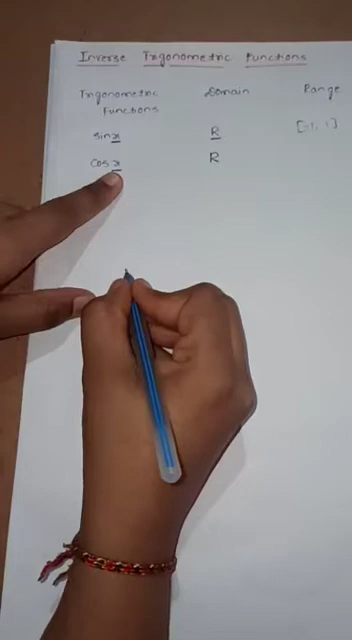 Inverse Trigonometric Functions
Trigonometric Functions Domain Range
sin x R [-1, 1]
cos x R